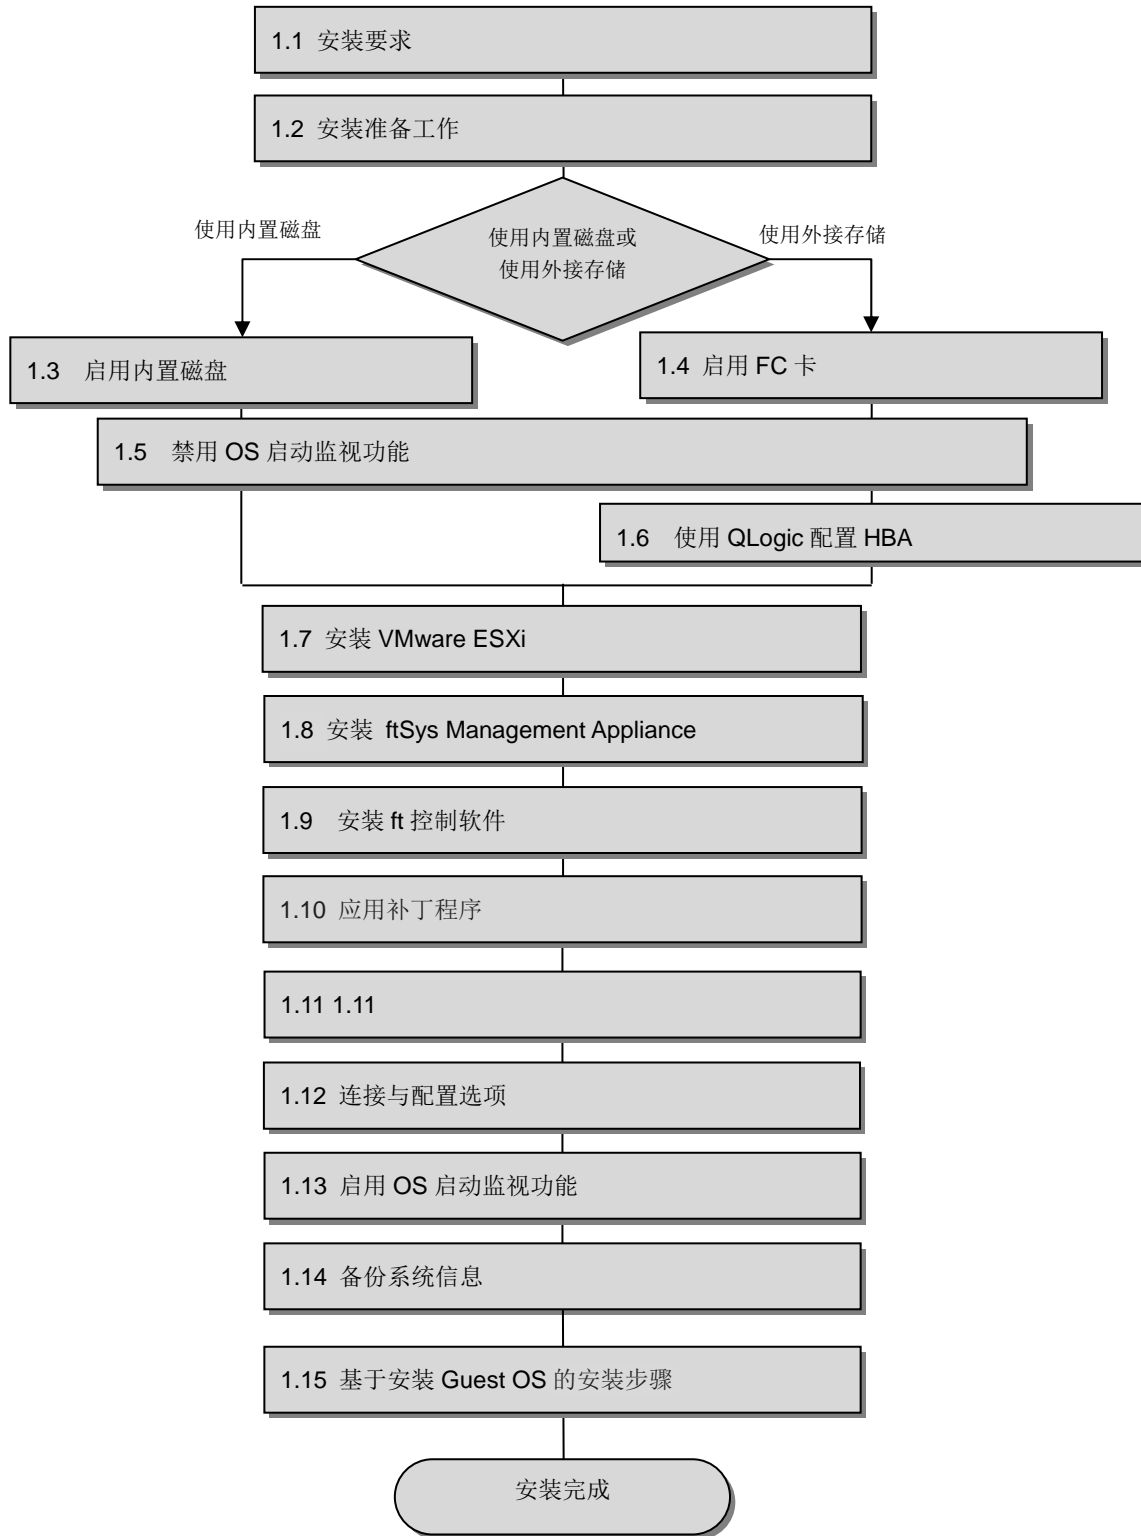 1.1 安装要求
1.2 安装准备工作
使用内置磁盘
使用内置磁盘或
使用外接存储
使用外接存储
1.3 启用内置磁盘
1.4 启用 FC 卡
1.5 禁用 OS 启动监视功能
1.6 使用 QLogic 配置 HBA
1.7 安装 VMware ESXi
1.8 安装 ftSys Management Appliance
1.9 安装 ft 控制软件
1.10 应用补丁程序
1.11 1.11
1.12 连接与配置选项
1.13 启用 OS 启动监视功能
1.14 备份系统信息
1.15 基于安装 Guest OS 的安装步骤
安装完成